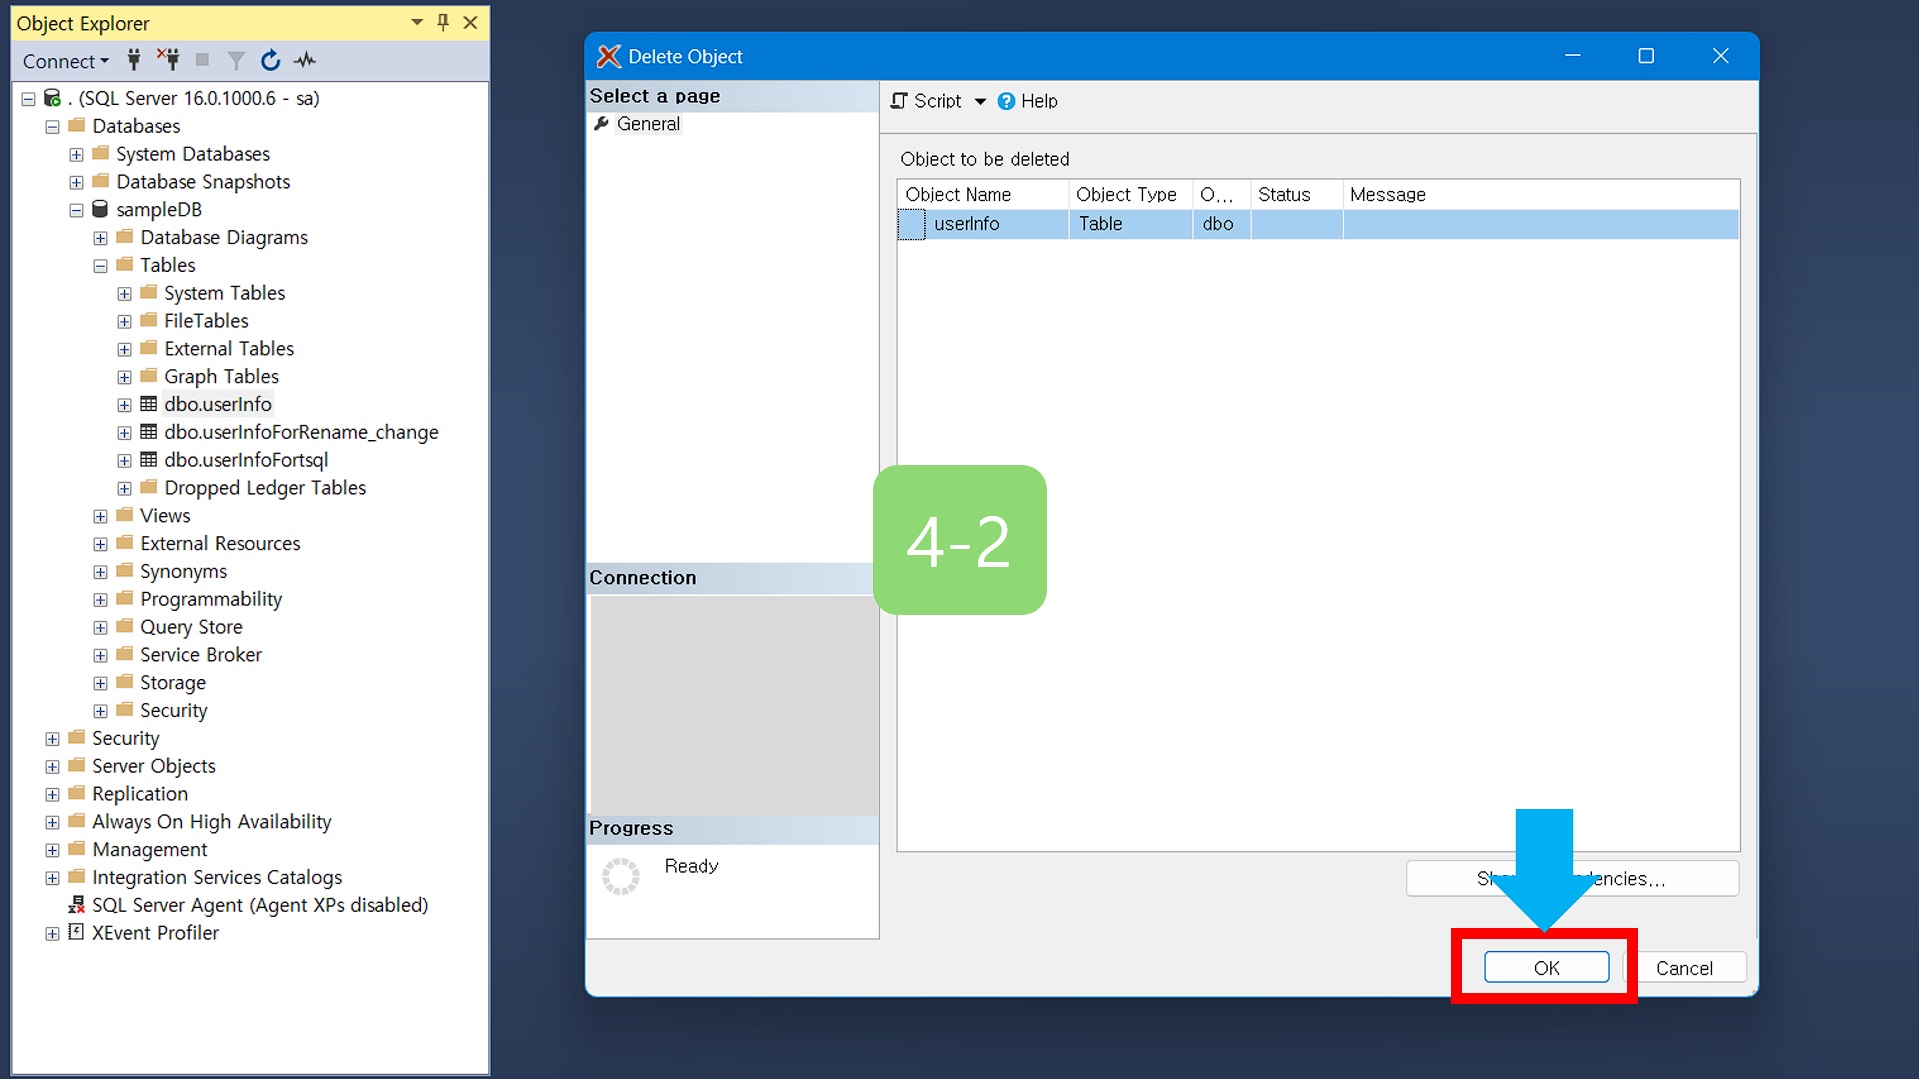 Object Explorer
Connect
. (SQL Server 16.0.1000.6 - sa)
Databases
System Databases
Database Snapshots
sampleDB
Database Diagrams
Tables
System Tables
FileTables
External Tables
Graph Tables
dbo.userInfo
dbo.userInfoForRename_change
dbo.userInfoFortsql
Dropped Ledger Tables
Views
External Resources
Synonyms
Programmability
Query Store
Service Broker
Storage
Security
Security
Server Objects
Replication
Always On High Availability
Management
Integration Services Catalogs
SQL Server Agent (Agent XPs disabled)
XEvent Profiler
Delete Object
Select a page
General
Script Help
Object to be deleted
Object Name Object Type O... Status Message
userInfo Table dbo
4-2
Connection
Progress
Ready
OK Cancel